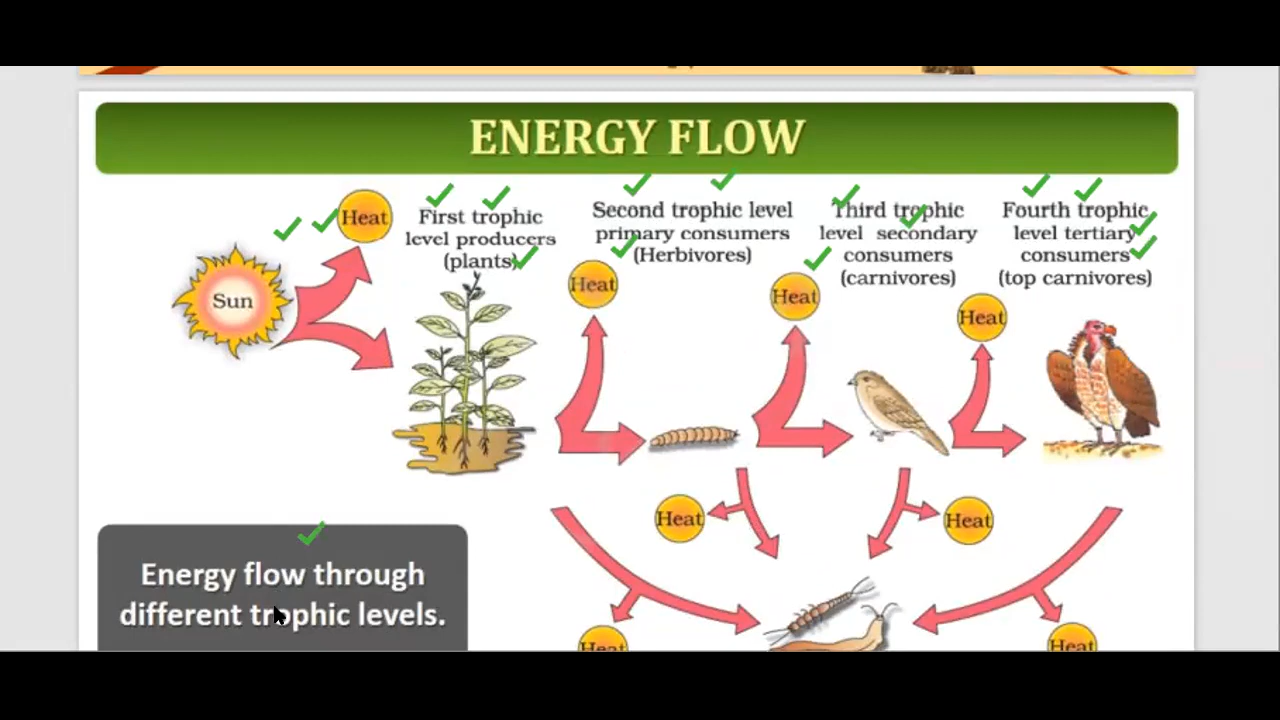 ENERGY FLOW
Heat
Sun
First trophic
level producers
(plants)
Second trophic level
primary consumers
(Herbivores)
Third trophic
level secondary
consumers
(carnivores)
Fourth trophic
level tertiary
consumers
(top carnivores)
Heat
Heat
Heat
Heat
Heat
Energy flow through
different trophic levels.
Heat
Heat